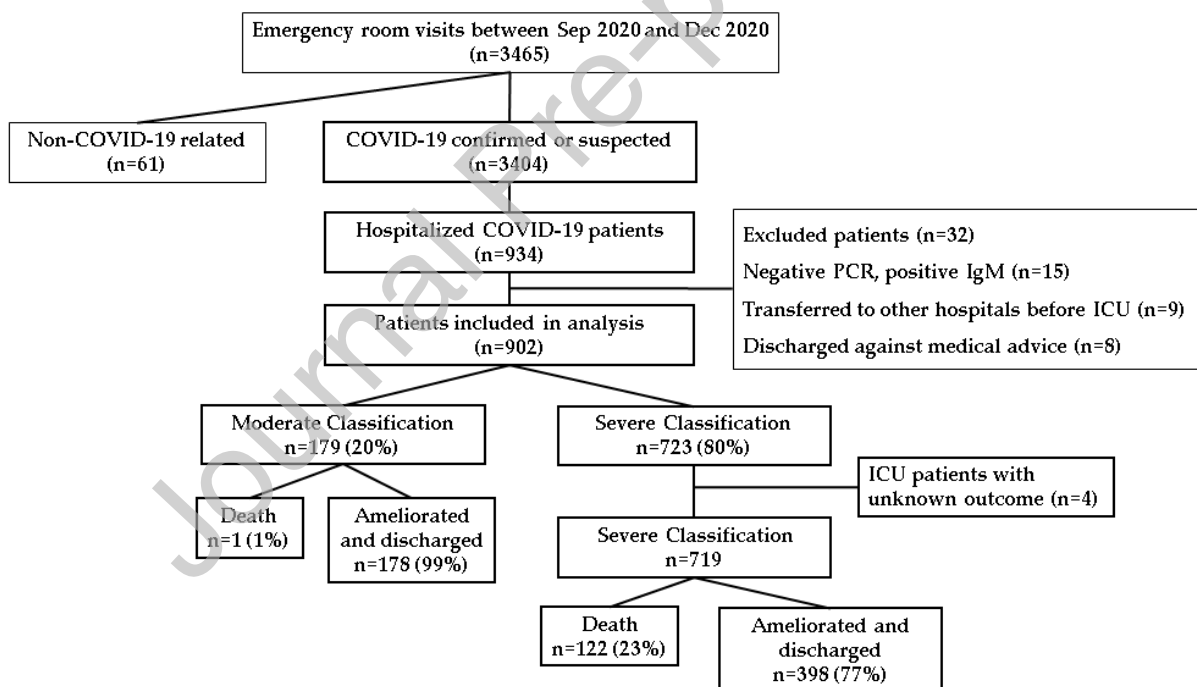 Emergency room visits between Sep 2020 and Dec 2020
(n=3465)
Non-COVID-19 related
(n=61)
COVID-19 confirmed or suspected
(n=3404)
Hospitalized COVID-19 patients
(n=934)
Excluded patients (n=32)
Negative PCR, positive IgM (n=15)
Transferred to other hospitals before ICU (n=9)
Discharged against medical advice (n=8)
Patients included in analysis
(n=902)
Moderate Classification
n=179 (20%)
Severe Classification
n=723 (80%)
ICU patients with
unknown outcome (n=4)
Death
n=1 (1%)
Ameliorated
and discharged
n=178 (99%)
Severe Classification
n=719
Death
n=122 (23%)
Ameliorated and
discharged
n=398 (77%)
Journal Pre-p